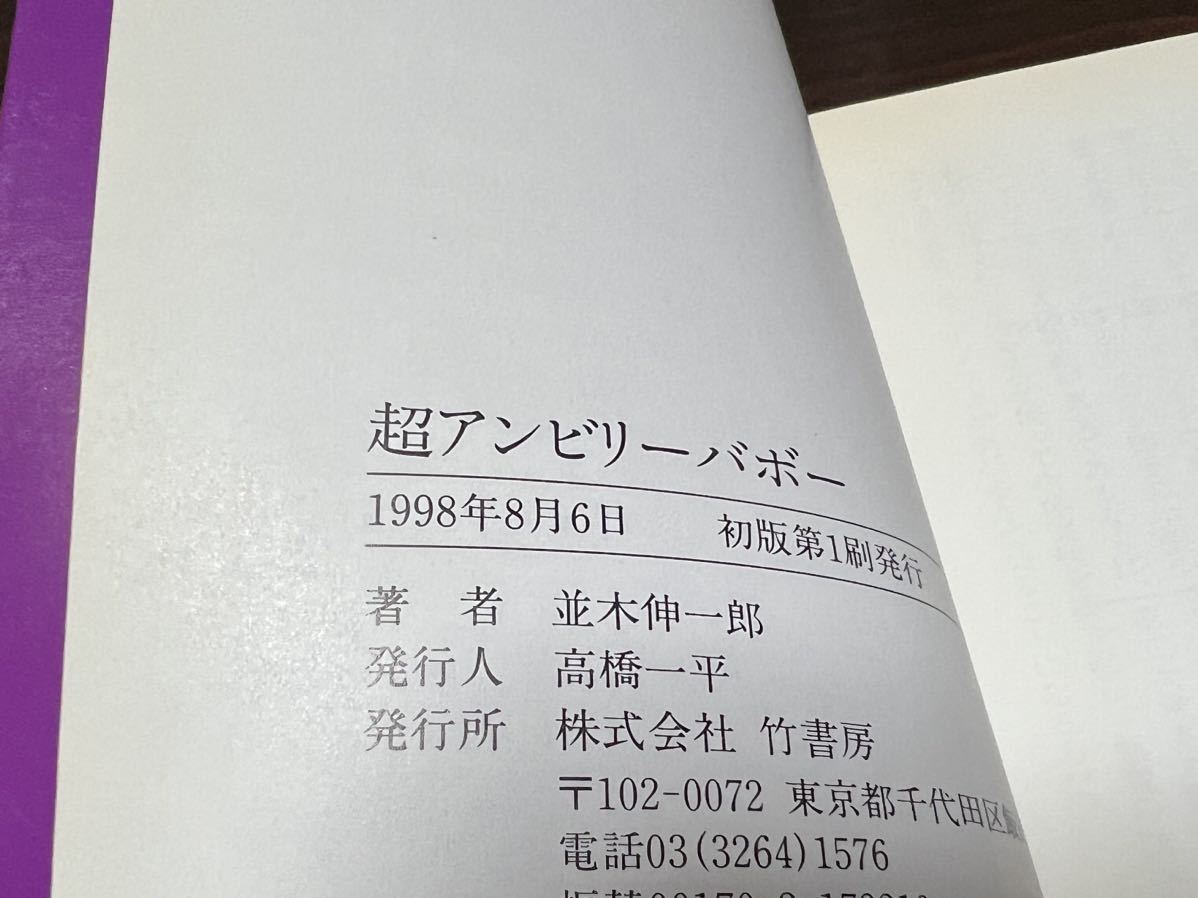 超アンビリーバボー
1998年8月6日 初版第1刷発行
著 者 並木伸一郎
発行人 高橋一平
発行所 株式会社 竹書房
〒102-0072 東京都千代田区
電話03(3264)1576